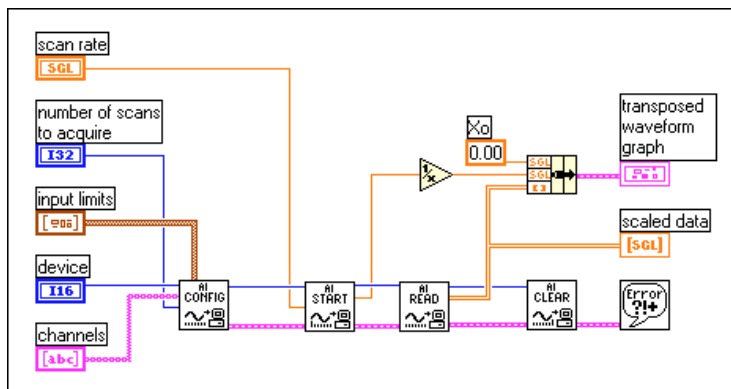 scan rate
SGL
number of scans
to acquire
I32
input limits
device
I16
channels
[abc]
AI
CONFIG
AI
START
AI
READ
AI
CLEAR
1/x
Xo
0.00
SGL
SGL
[ ]
transposed
waveform
graph
scaled data
[SGL]
Error
?!+